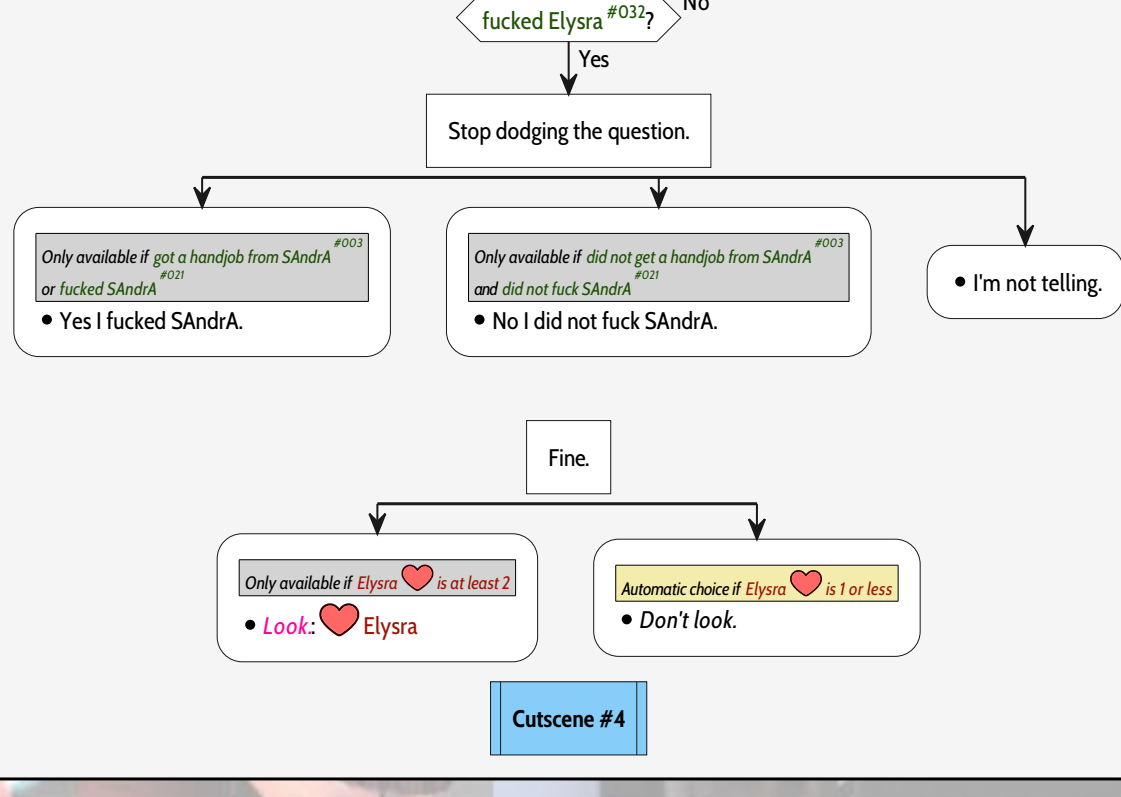 No
fucked Elysra #032?
Yes
Stop dodging the question.
Only available if got a handjob from SAndrA #003
or fucked SAndrA #021
• Yes I fucked SAndrA.
Only available if did not get a handjob from SAndrA #003
and did not fuck SAndrA #021
• No I did not fuck SAndrA.
• I'm not telling.
Fine.
Only available if Elysra ❤ is at least 2
• Look.: ❤ Elysra
Automatic choice if Elysra ❤ is 1 or less
• Don't look.
Cutscene #4